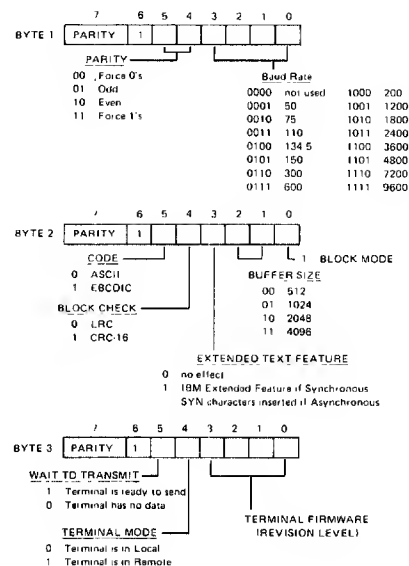 7 6 5 4 3 2 1 0
BYTE 1 PARITY 1
PARITY
00 Force 0's
01 Odd
10 Even
11 Force 1's
Baud Rate
0000 not used 1000 200
0001 50 1001 1200
0010 75 1010 1800
0011 110 1011 2400
0100 134.5 1100 3600
0101 150 1101 4800
0110 300 1110 7200
0111 600 1111 9600
7 6 5 4 3 2 1 0
BYTE 2 PARITY 1
1 BLOCK MODE
CODE
0 ASCII
1 EBCDIC
BUFFER SIZE
00 512
01 1024
10 2048
11 4096
BLOCK CHECK
0 LRC
1 CRC-16
EXTENDED TEXT FEATURE
0 no effect
1 IBM Extended Feature if Synchronous
SYN characters inserted if Asynchronous
7 6 5 4 3 2 1 0
BYTE 3 PARITY 1
WAIT TO TRANSMIT
1 Terminal is ready to send
0 Terminal has no data
TERMINAL MODE
0 Terminal is in Local
1 Terminal is in Remote
TERMINAL FIRMWARE
(REVISION LEVEL)